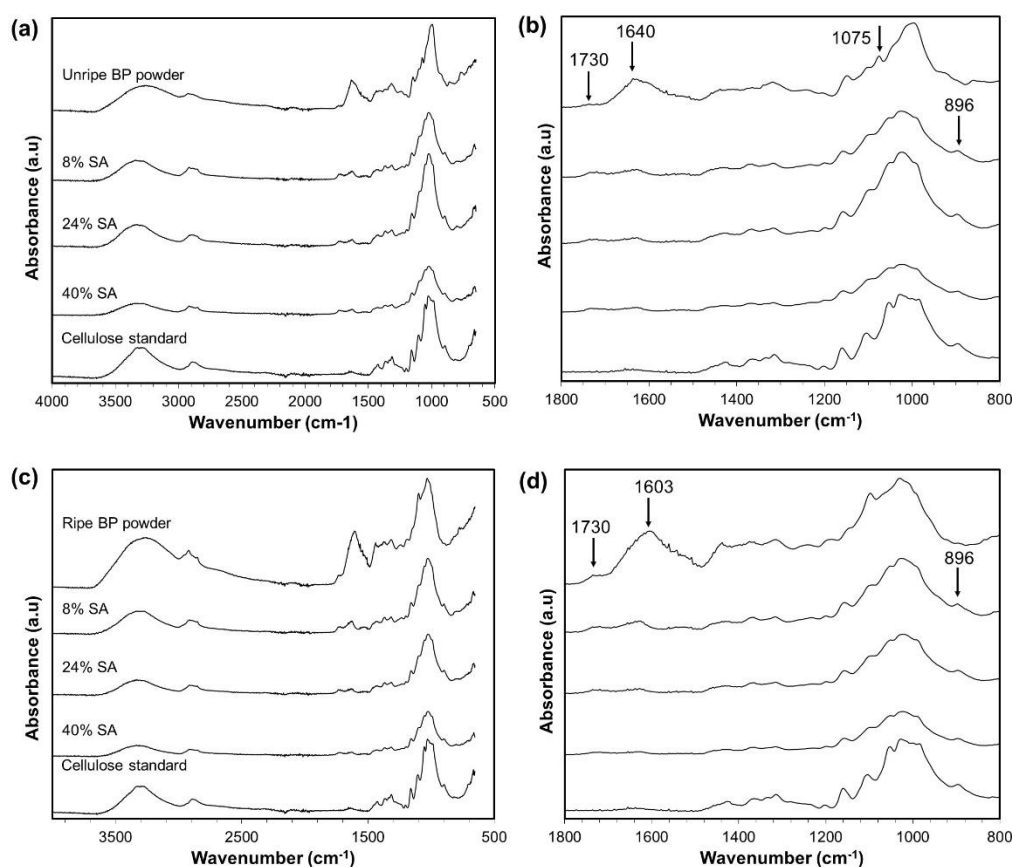 (a)
Absorbance (a.u)
Unripe BP powder
8% SA
24% SA
40% SA
Cellulose standard
4000 3500 3000 2500 2000 1500 1000 500
Wavenumber (cm-1)
(b)
Absorbance (a.u)
1730
1640
1075
896
1800 1600 1400 1200 1000 800
Wavenumber (cm⁻¹)
(c)
Absorbance (a.u)
Ripe BP powder
8% SA
24% SA
40% SA
Cellulose standard
3500 2500 1500 500
Wavenumber (cm⁻¹)
(d)
Absorbance (a.u)
1730
1603
896
1800 1600 1400 1200 1000 800
Wavenumber (cm⁻¹)